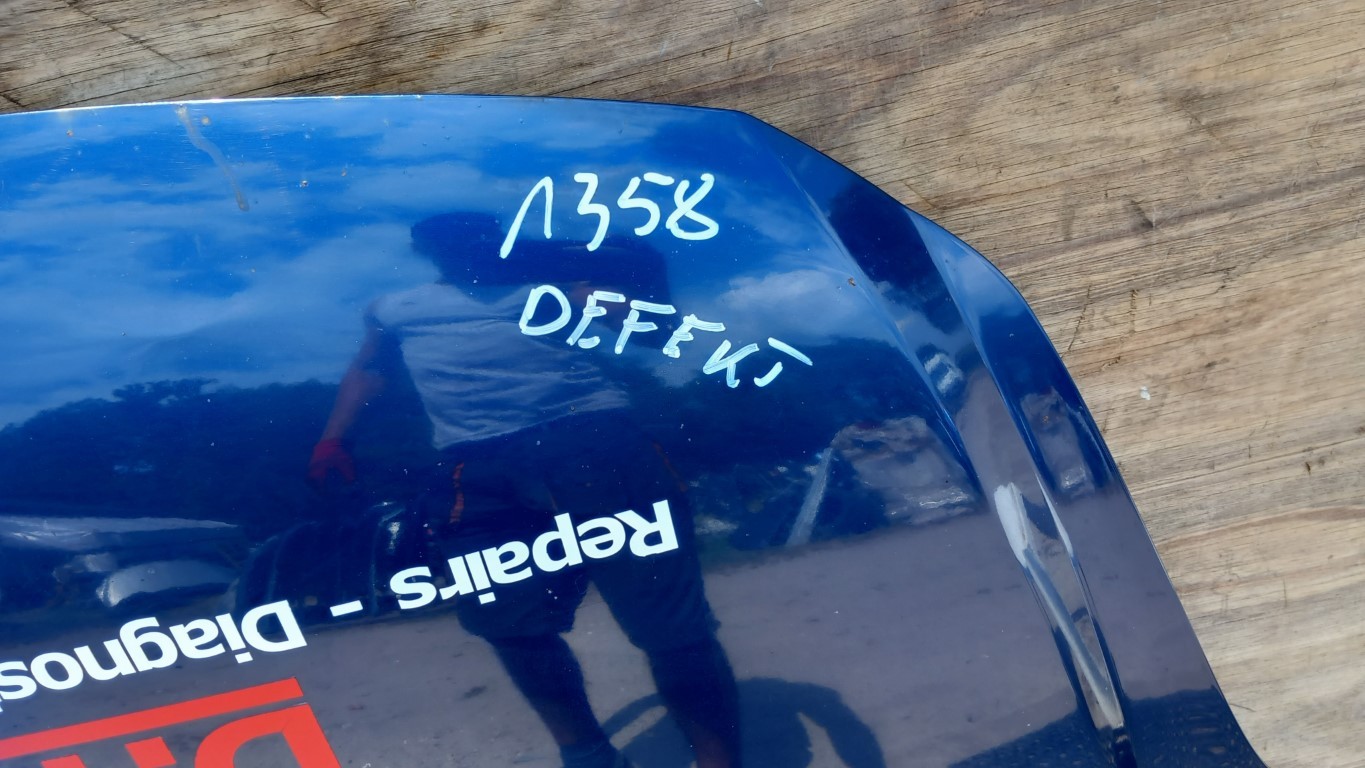 1358
DEFEKT
Repairs - Diagnos